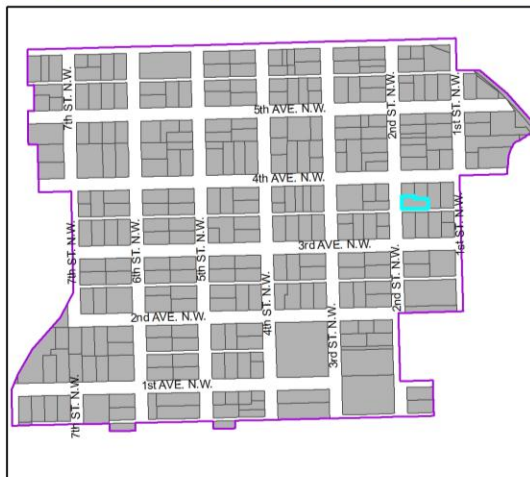 5th AVE. N.W.
7th ST. N.W.
2nd ST. N.W.
1st ST. N.W.
4th AVE. N.W.
3rd AVE. N.W.
7th ST. N.W.
6th ST. N.W.
5th ST. N.W.
1st ST. N.W.
2nd ST. N.W.
2nd AVE. N.W.
4th ST. N.W.
3rd ST. N.W.
1st AVE. N.W.
7th ST. N.W.